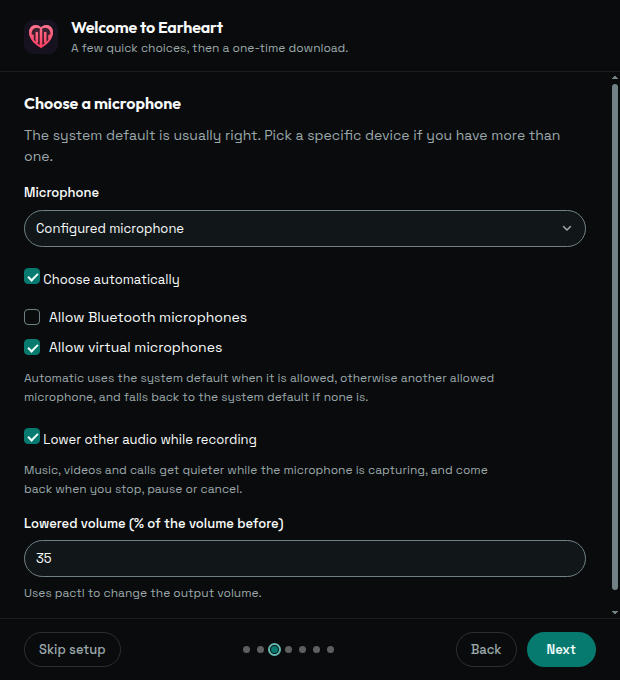 Welcome to Earheart
A few quick choices, then a one-time download.
Choose a microphone
The system default is usually right. Pick a specific device if you have more than
one.
Microphone
Configured microphone
Choose automatically
Allow Bluetooth microphones
Allow virtual microphones
Automatic uses the system default when it is allowed, otherwise another allowed
microphone, and falls back to the system default if none is.
Lower other audio while recording
Music, videos and calls get quieter while the microphone is capturing, and come
back when you stop, pause or cancel.
Lowered volume (% of the volume before)
35
Uses pactl to change the output volume.
Skip setup
Back
Next